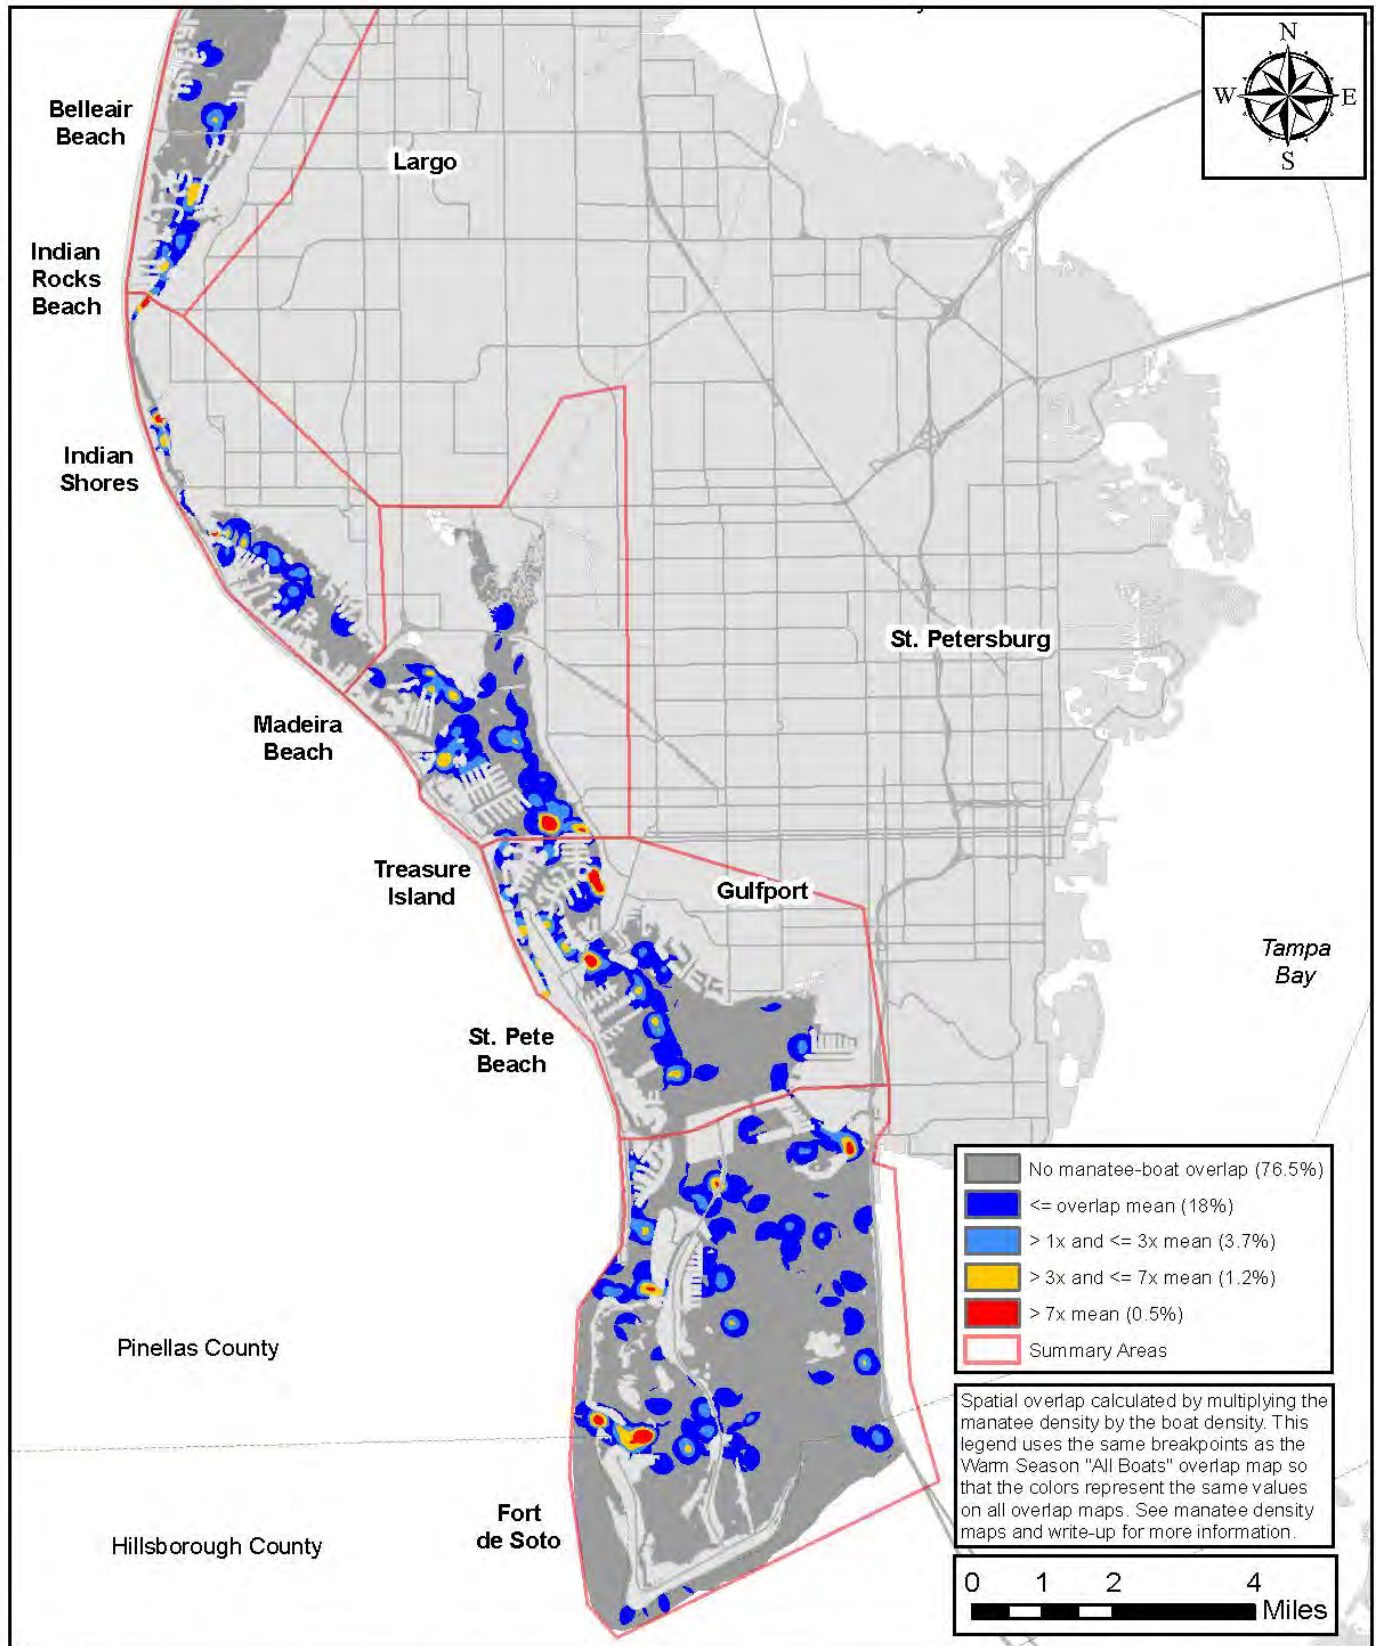 N
W
E
S
Belleair
Beach
Largo
Indian
Rocks
Beach
Indian
Shores
St. Petersburg
Madeira
Beach
Treasure
Island
Gulfport
Tampa
Bay
St. Pete
Beach
No manatee-boat overlap (76.5%)
<= overlap mean (18%)
> 1x and <= 3x mean (3.7%)
> 3x and <= 7x mean (1.2%)
> 7x mean (0.5%)
Summary Areas
Pinellas County
Spatial overlap calculated by multiplying the
manatee density by the boat density. This
legend uses the same breakpoints as the
Warm Season "All Boats" overlap map so
that the colors represent the same values
on all overlap maps. See manatee density
maps and write-up for more information.
Fort
de Soto
Hillsborough County
0 1 2 4
Miles